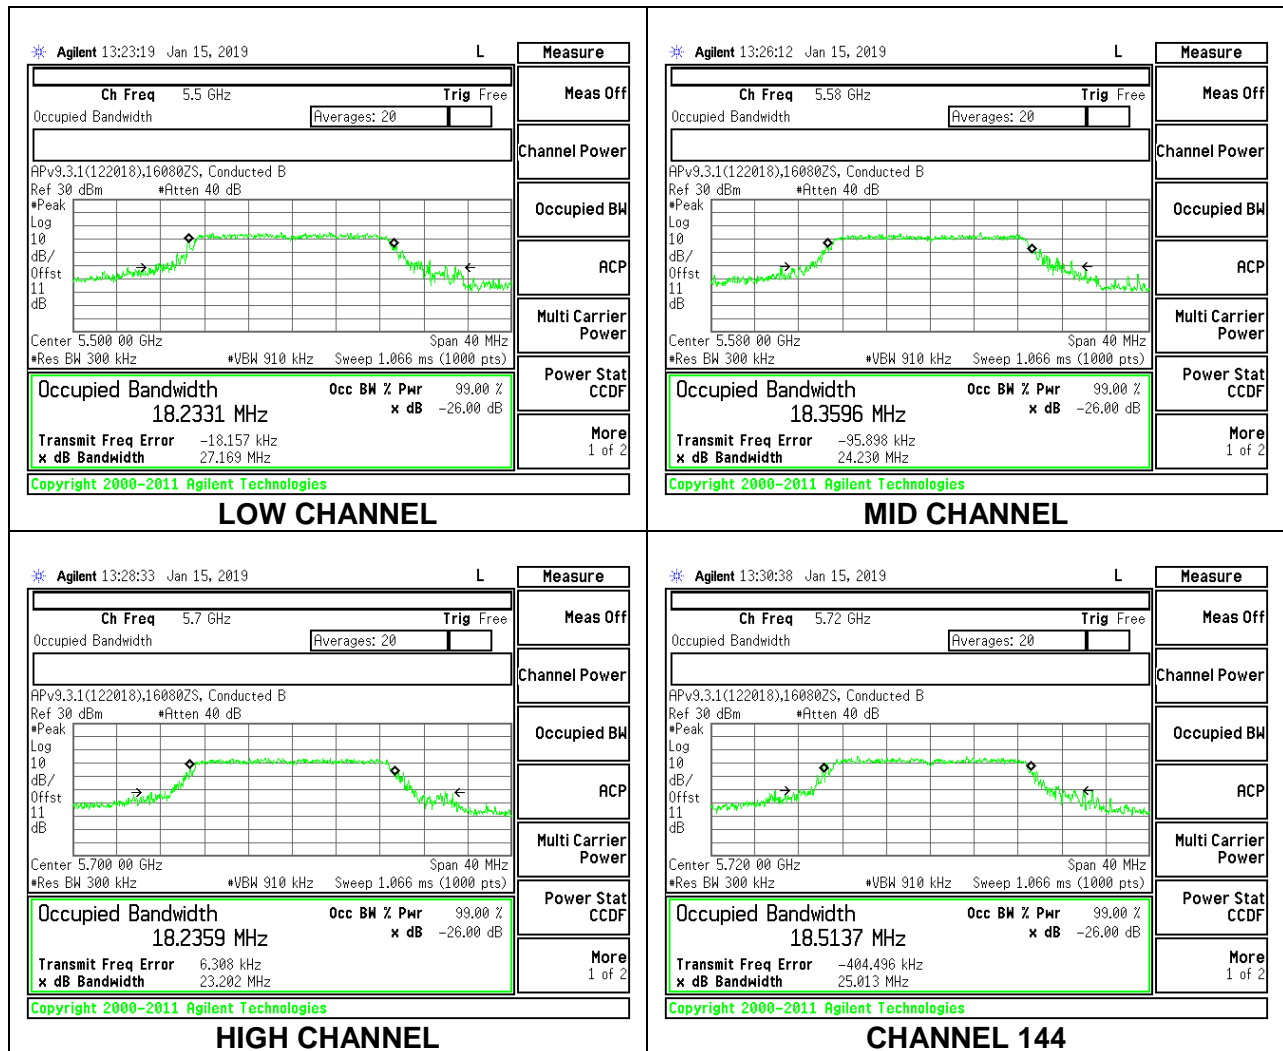 Agilent 13:23:19 Jan 15, 2019 L Measure
Ch Freq 5.5 GHz Trig Free Meas Off
Occupied Bandwidth Averages: 20
Channel Power
APv9.3.1(122018),16080ZS, Conducted B
Ref 30 dBm #Atten 40 dB
#Peak Occupied BW
Log
10
dB/
Offst ACP
11
dB
Multi Carrier
Power
Center 5.500 00 GHz Span 40 MHz
#Res BW 300 kHz #VBW 910 kHz Sweep 1.066 ms (1000 pts)
Power Stat
CCDF
Occupied Bandwidth Occ BW % Pwr 99.00 %
18.2331 MHz x dB -26.00 dB
More
1 of 2
Transmit Freq Error -18.157 kHz
x dB Bandwidth 27.169 MHz
Copyright 2000-2011 Agilent Technologies
LOW CHANNEL
Agilent 13:26:12 Jan 15, 2019 L Measure
Ch Freq 5.58 GHz Trig Free Meas Off
Occupied Bandwidth Averages: 20
Channel Power
APv9.3.1(122018),16080ZS, Conducted B
Ref 30 dBm #Atten 40 dB
#Peak Occupied BW
Log
10
dB/
Offst ACP
11
dB
Multi Carrier
Power
Center 5.580 00 GHz Span 40 MHz
#Res BW 300 kHz #VBW 910 kHz Sweep 1.066 ms (1000 pts)
Power Stat
CCDF
Occupied Bandwidth Occ BW % Pwr 99.00 %
18.3596 MHz x dB -26.00 dB
More
1 of 2
Transmit Freq Error -95.898 kHz
x dB Bandwidth 24.230 MHz
Copyright 2000-2011 Agilent Technologies
MID CHANNEL
Agilent 13:28:33 Jan 15, 2019 L Measure
Ch Freq 5.7 GHz Trig Free Meas Off
Occupied Bandwidth Averages: 20
Channel Power
APv9.3.1(122018),16080ZS, Conducted B
Ref 30 dBm #Atten 40 dB
#Peak Occupied BW
Log
10
dB/
Offst ACP
11
dB
Multi Carrier
Power
Center 5.700 00 GHz Span 40 MHz
#Res BW 300 kHz #VBW 910 kHz Sweep 1.066 ms (1000 pts)
Power Stat
CCDF
Occupied Bandwidth Occ BW % Pwr 99.00 %
18.2359 MHz x dB -26.00 dB
More
1 of 2
Transmit Freq Error 6.308 kHz
x dB Bandwidth 23.202 MHz
Copyright 2000-2011 Agilent Technologies
HIGH CHANNEL
Agilent 13:30:38 Jan 15, 2019 L Measure
Ch Freq 5.72 GHz Trig Free Meas Off
Occupied Bandwidth Averages: 20
Channel Power
APv9.3.1(122018),16080ZS, Conducted B
Ref 30 dBm #Atten 40 dB
#Peak Occupied BW
Log
10
dB/
Offst ACP
11
dB
Multi Carrier
Power
Center 5.720 00 GHz Span 40 MHz
#Res BW 300 kHz #VBW 910 kHz Sweep 1.066 ms (1000 pts)
Power Stat
CCDF
Occupied Bandwidth Occ BW % Pwr 99.00 %
18.5137 MHz x dB -26.00 dB
More
1 of 2
Transmit Freq Error -404.496 kHz
x dB Bandwidth 25.013 MHz
Copyright 2000-2011 Agilent Technologies
CHANNEL 144